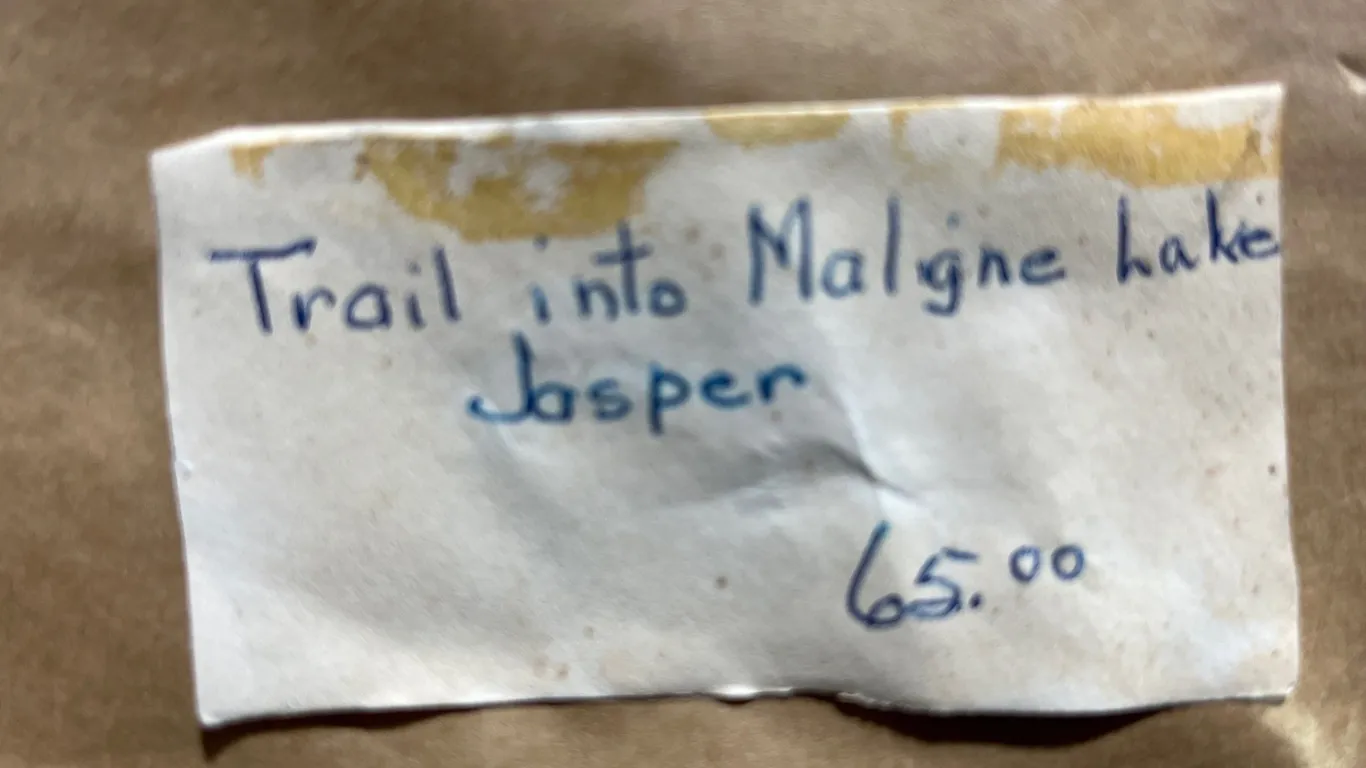 Trail into Maligne Lake
Jasper
65.00